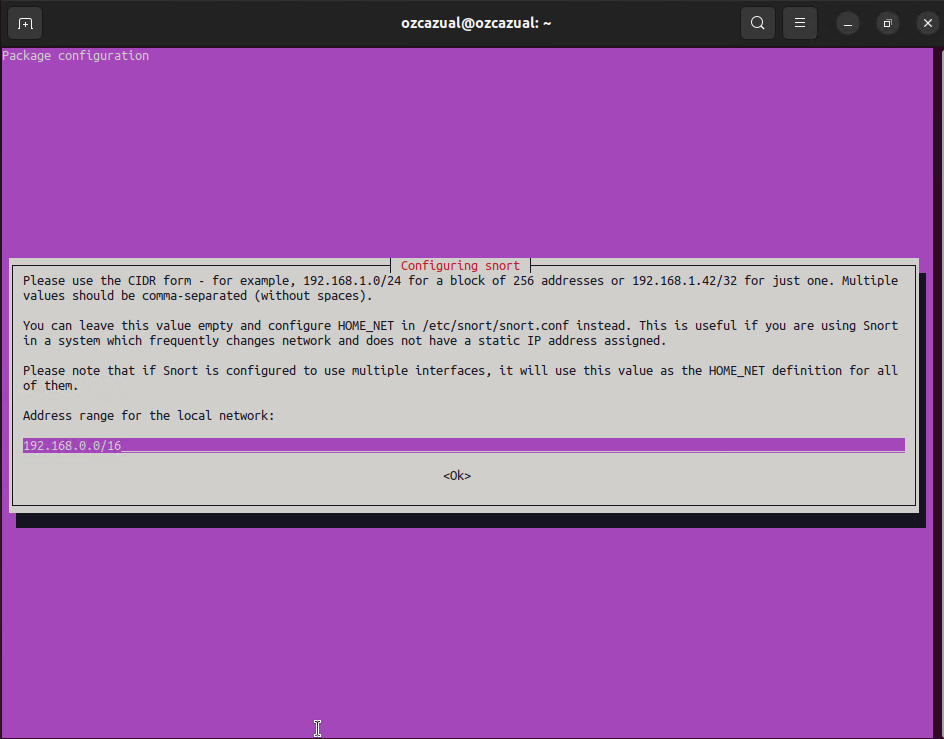 ozcazual@ozcazual: ~
Package configuration
Configuring snort
Please use the CIDR form - for example, 192.168.1.0/24 for a block of 256 addresses or 192.168.1.42/32 for just one. Multiple
values should be comma-separated (without spaces).
You can leave this value empty and configure HOME_NET in /etc/snort/snort.conf instead. This is useful if you are using Snort
in a system which frequently changes network and does not have a static IP address assigned.
Please note that if Snort is configured to use multiple interfaces, it will use this value as the HOME_NET definition for all
of them.
Address range for the local network:
192.168.0.0/16
<Ok>